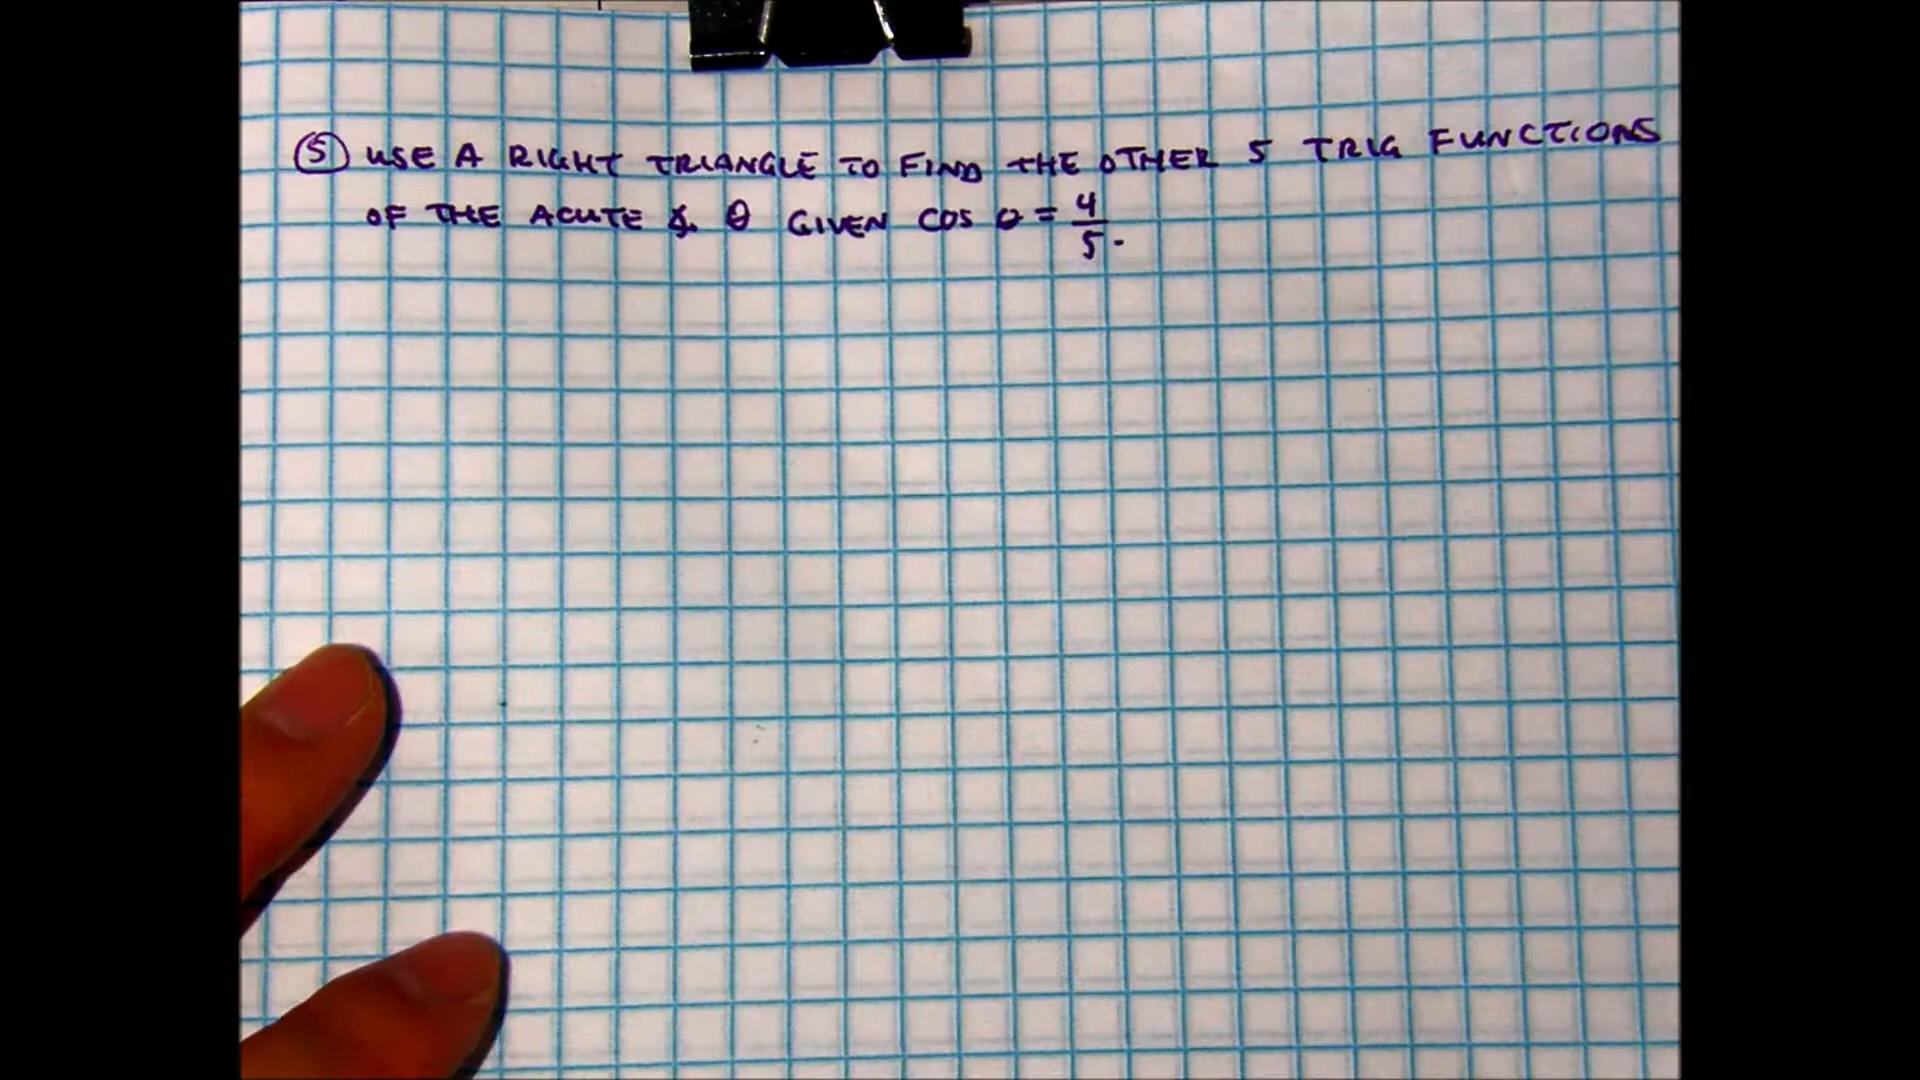 ⑤ USE A RIGHT TRIANGLE TO FIND THE OTHER 5 TRIG FUNCTIONS
OF THE ACUTE ∡ θ GIVEN COS θ = 4/5.